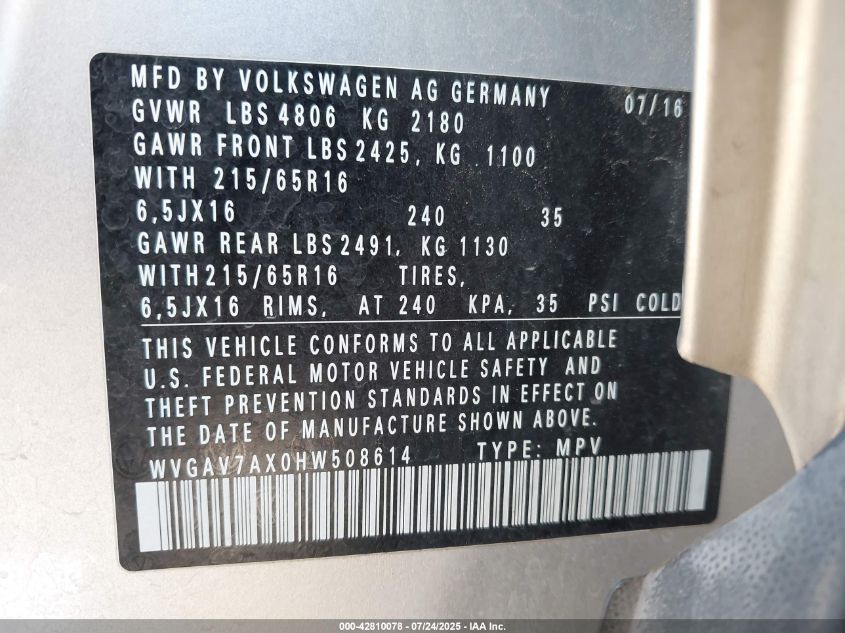 MFD BY VOLKSWAGEN AG GERMANY 07/16
GVWR LBS 4806 KG 2180
GAWR FRONT LBS 2425, KG 1100
WITH 215/65R16
6,5JX16 240 35
GAWR REAR LBS 2491, KG 1130
WITH 215/65R16 TIRES,
6,5JX16 RIMS, AT 240 KPA, 35 PSI COLD
THIS VEHICLE CONFORMS TO ALL APPLICABLE
U.S. FEDERAL MOTOR VEHICLE SAFETY AND
THEFT PREVENTION STANDARDS IN EFFECT ON
THE DATE OF MANUFACTURE SHOWN ABOVE.
WVGAV7AX0HW508614 TYPE: MPV
000-42810078 - 07/24/2025 - IAA Inc.